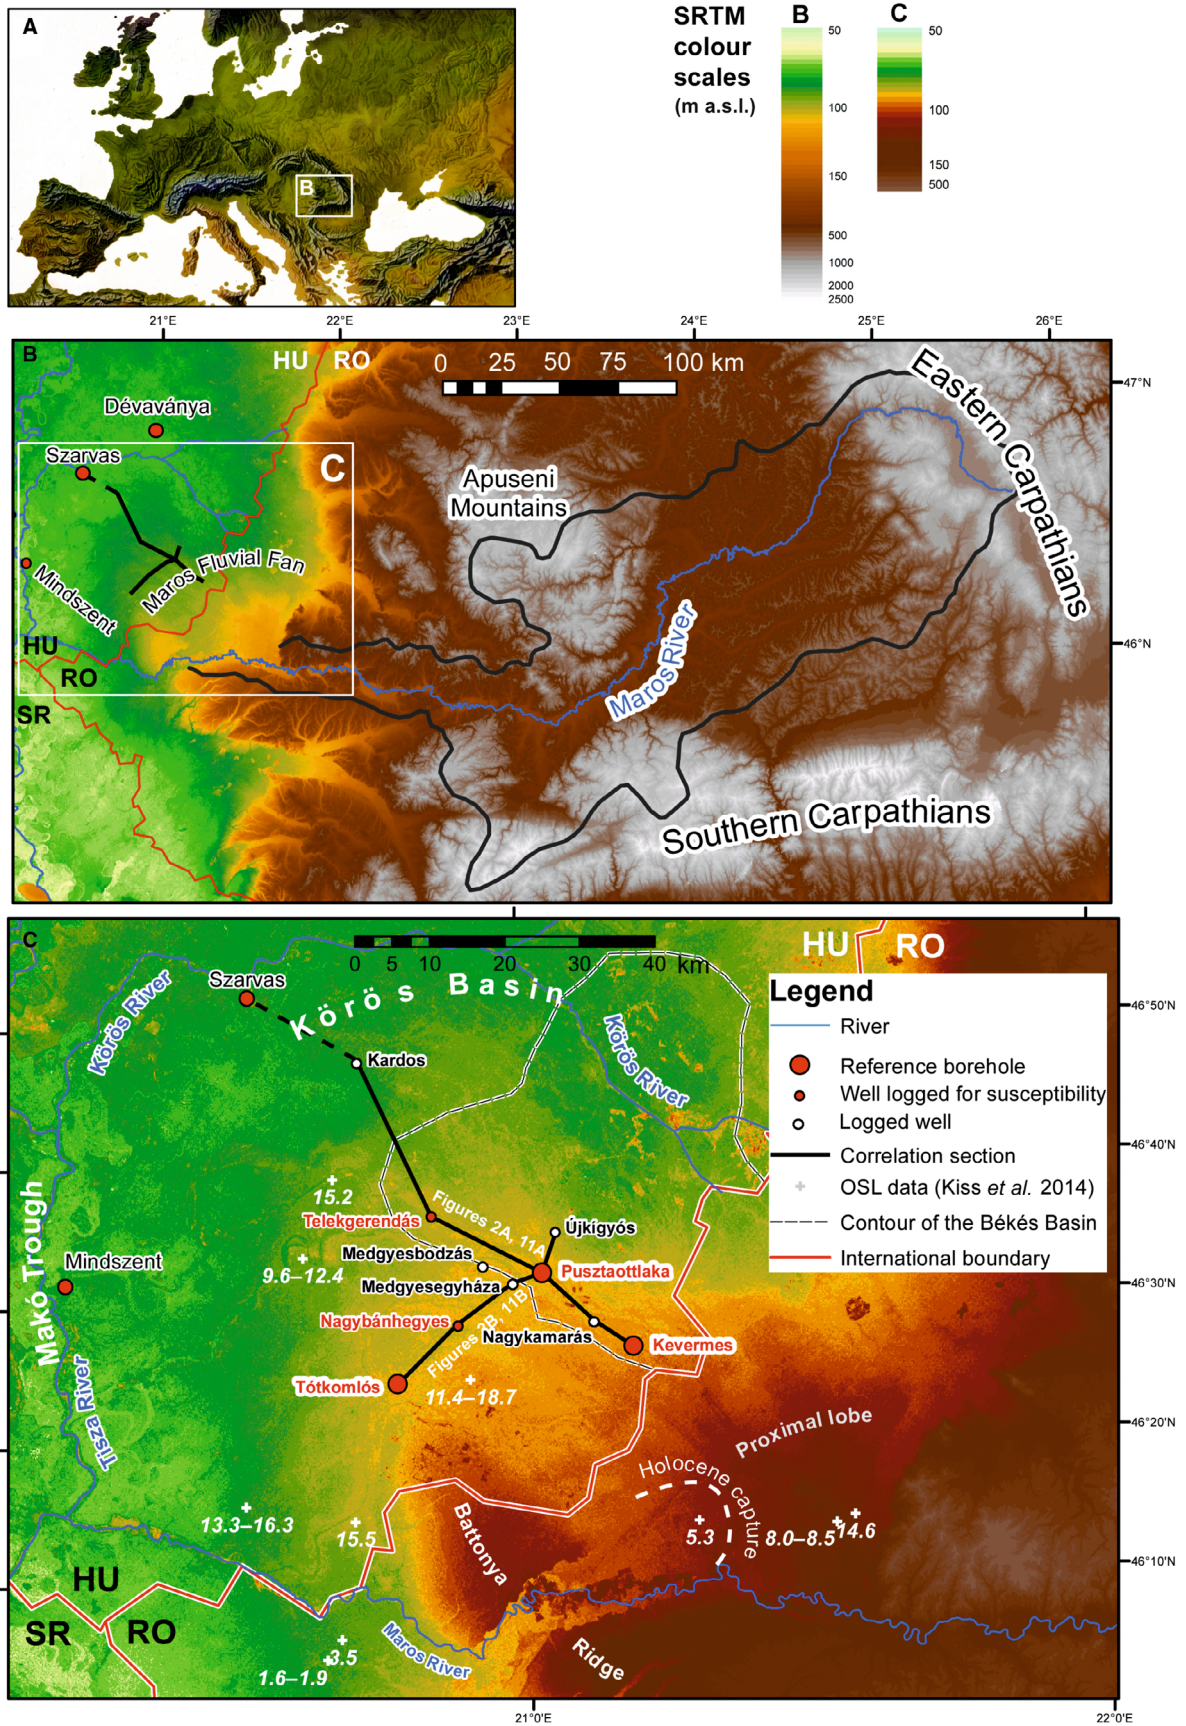 A
B
SRTM
colour
scales
(m a.s.l.)
B
50
100
150
500
1000
2000
2500
C
50
100
150
500
21°E
22°E
23°E
24°E
25°E
26°E
B
HU RO
0 25 50 75 100 km
47°N
46°N
Dévaványa
Szarvas
C
Mindszent
Maros Fluvial Fan
HU
RO
SR
Apuseni
Mountains
Maros River
Eastern Carpathians
Southern Carpathians
C
0 5 10 20 30 40 km
HU RO
Szarvas
Körös Basin
Körös River
Körös River
Kardos
Legend
River
Reference borehole
Well logged for susceptibility
Logged well
Correlation section
OSL data (Kiss et al. 2014)
Contour of the Békés Basin
International boundary
46°50'N
46°40'N
46°30'N
46°20'N
46°10'N
15.2
Telekgerendás
Figures 2A, 11A
Újkígyós
Makó Trough
Mindszent
9.6–12.4
Medgyesbodzás
Pusztaottlaka
Medgyesegyháza
Nagybánhegyes
Figures 2B, 11B
Nagykamarás
Kevermes
Tótkomlós
11.4–18.7
Tisza River
Proximal lobe
Holocene capture
13.3–16.3
15.5
Battonya
5.3
8.0–8.5
14.6
HU
SR
RO
3.5
1.6–1.9
Maros River
Ridge
21°0'E
22°0'E